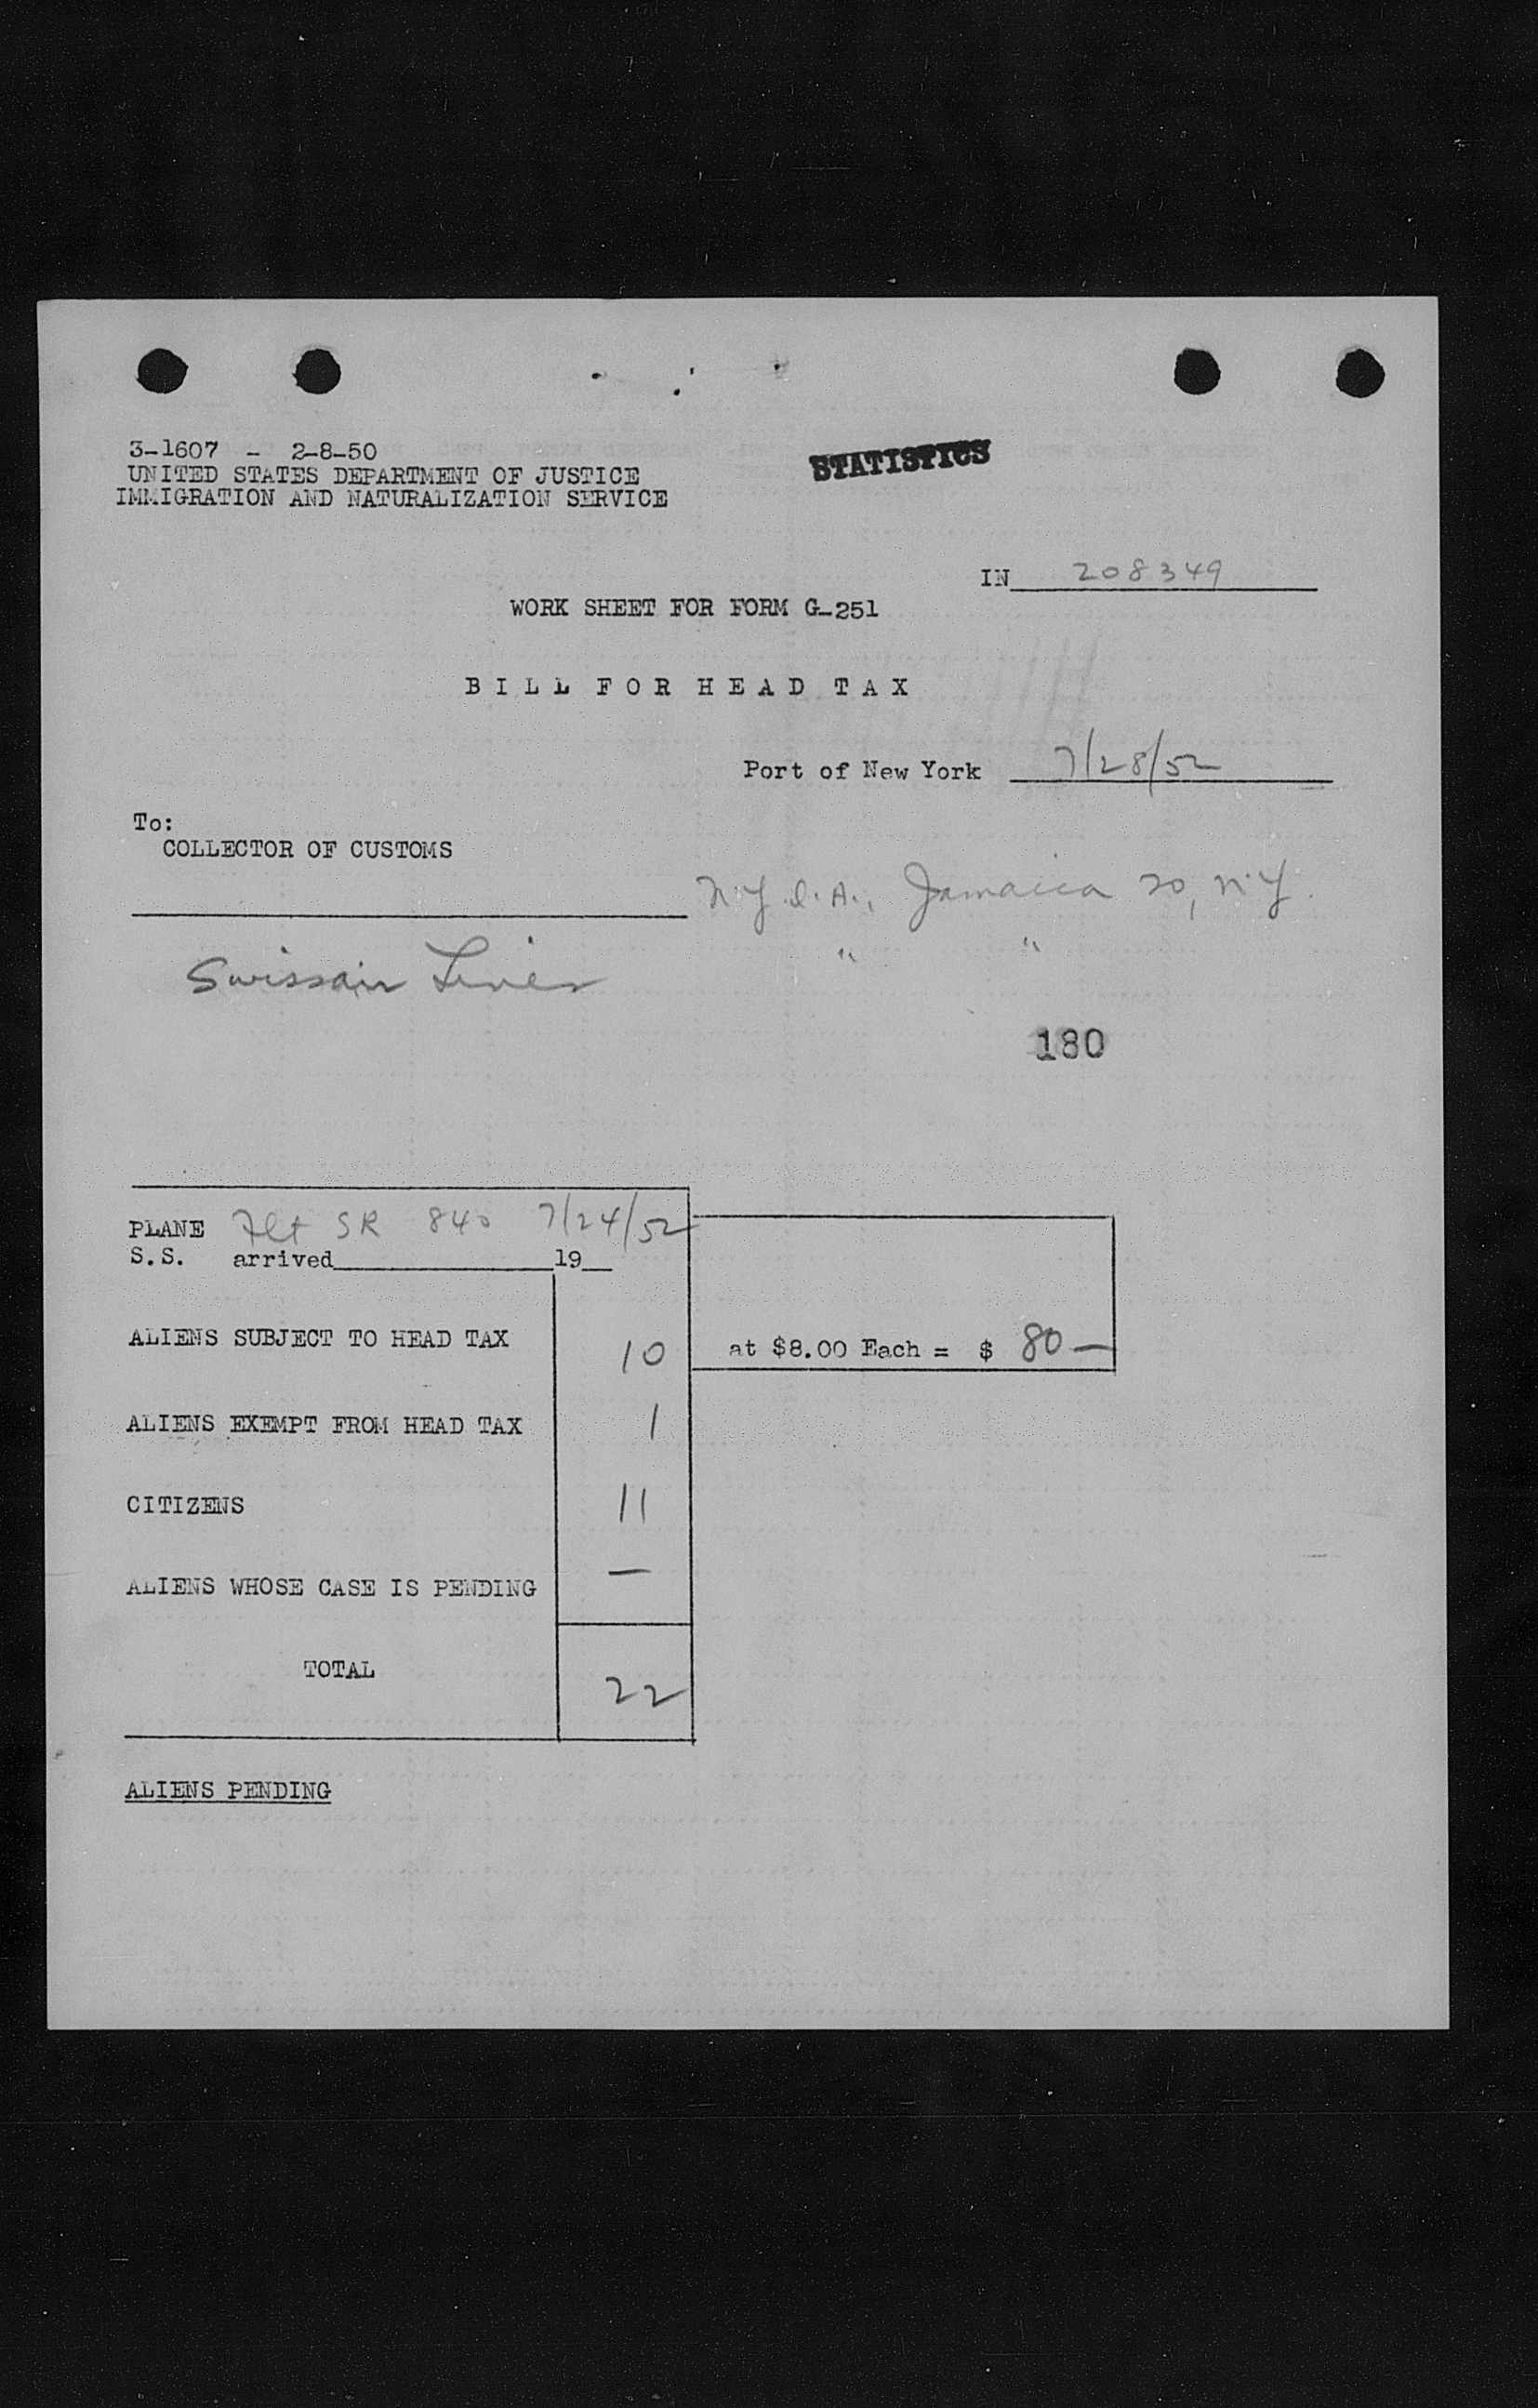 3-1607 - 2-8-50
UNITED STATES DEPARTMENT OF JUSTICE
IMMIGRATION AND NATURALIZATION SERVICE
STATISTICS
IN 208349
WORK SHEET FOR FORM G-251
BILL FOR HEAD TAX
Port of New York 7/28/52
To:
COLLECTOR OF CUSTOMS
N.Y.I.A., Jamaica 20, N.Y.
" "
Swissair Lines
180
PLANE Flt SR 840 7/24/52
S.S. arrived 19
ALIENS SUBJECT TO HEAD TAX 10 at $8.00 Each = $ 80 —
ALIENS EXEMPT FROM HEAD TAX 1
CITIZENS 11
ALIENS WHOSE CASE IS PENDING —
TOTAL 22
ALIENS PENDING